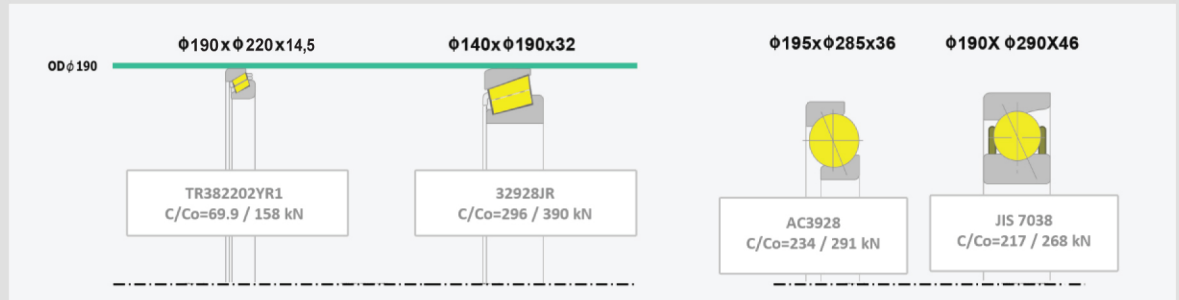 Φ190xΦ220x14,5
Φ140xΦ190x32
Φ195xΦ285x36
Φ190X Φ290X46
ODφ190
TR382202YR1
C/Co=69.9 / 158 kN
32928JR
C/Co=296 / 390 kN
AC3928
C/Co=234 / 291 kN
JIS 7038
C/Co=217 / 268 kN